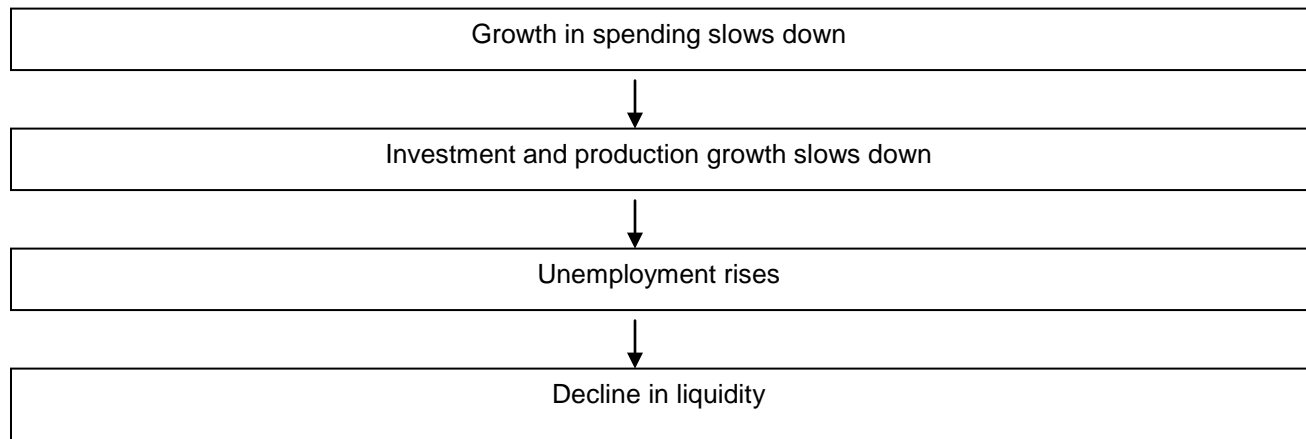 Growth in spending slows down
Investment and production growth slows down
Unemployment rises
Decline in liquidity